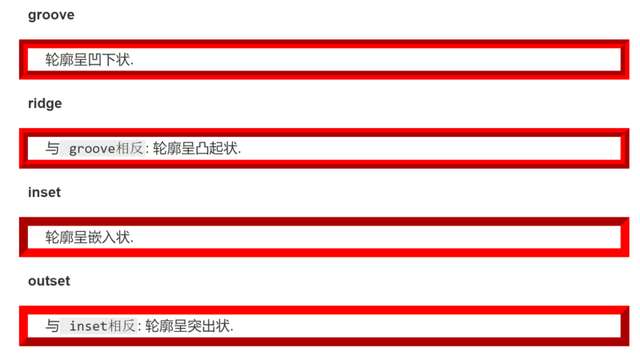 groove
轮廓呈凹下状.
ridge
与 groove相反: 轮廓呈凸起状.
inset
轮廓呈嵌入状.
outset
与 inset相反: 轮廓呈突出状.